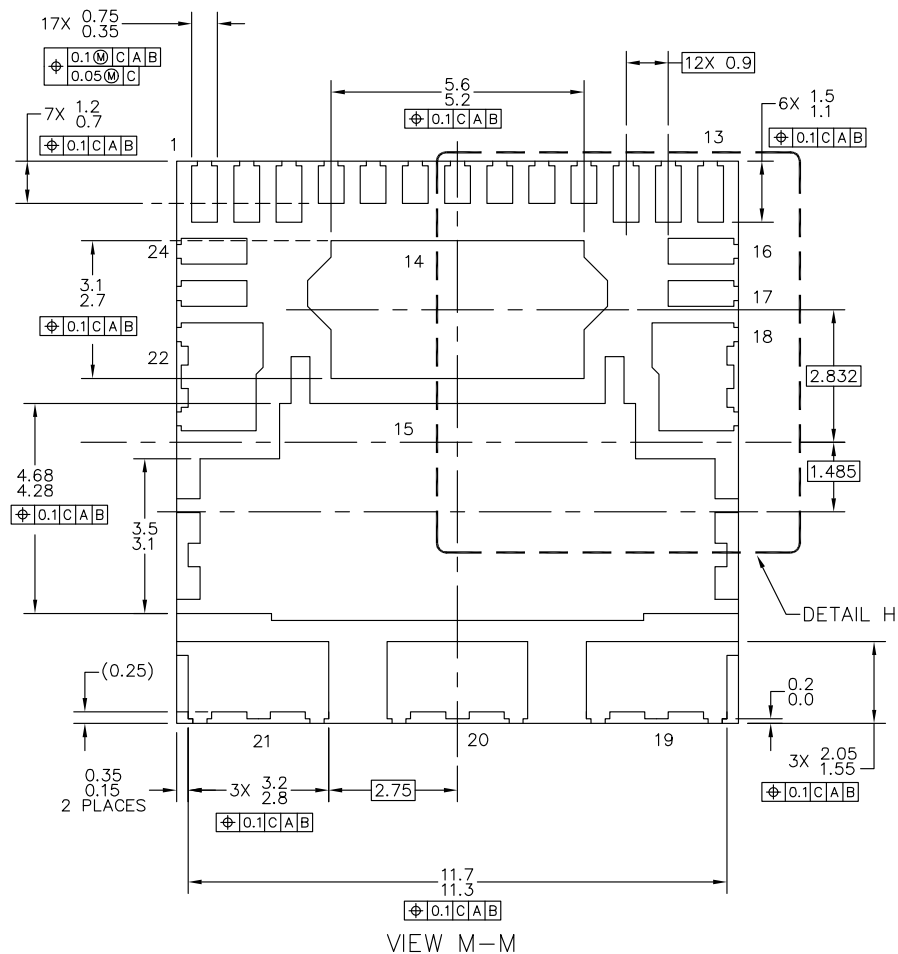 17X 0.75
0.35
⌖ 0.1Ⓜ C A B
0.05Ⓜ C
7X 1.2
0.7
⌖ 0.1 C A B
5.6
5.2
⌖ 0.1 C A B
12X 0.9
6X 1.5
1.1
⌖ 0.1 C A B
1
13
24
14
16
3.1
2.7
⌖ 0.1 C A B
17
22
18
2.832
15
4.68
4.28
⌖ 0.1 C A B
1.485
3.5
3.1
DETAIL H
(0.25)
0.2
0.0
21
20
19
0.35
0.15
2 PLACES
3X 3.2
2.8
⌖ 0.1 C A B
2.75
3X 2.05
1.55
⌖ 0.1 C A B
11.7
11.3
⌖ 0.1 C A B
VIEW M-M